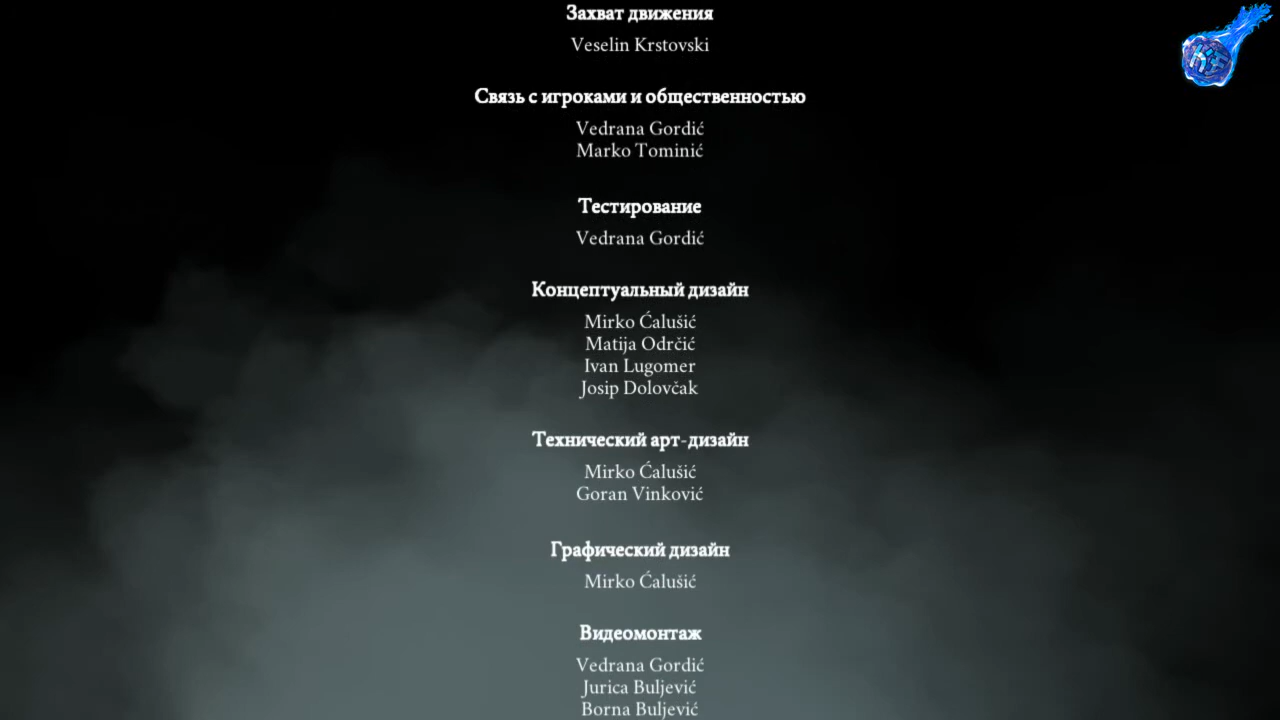 Захват движения
Veselin Krstovski
Связь с игроками и общественностью
Vedrana Gordić
Marko Tominić
Тестирование
Vedrana Gordić
Концептуальный дизайн
Mirko Ćalušić
Matija Odrčić
Ivan Lugomer
Josip Dolovčak
Технический арт-дизайн
Mirko Ćalušić
Goran Vinković
Графический дизайн
Mirko Ćalušić
Видеомонтаж
Vedrana Gordić
Jurica Buljević
Borna Buljević